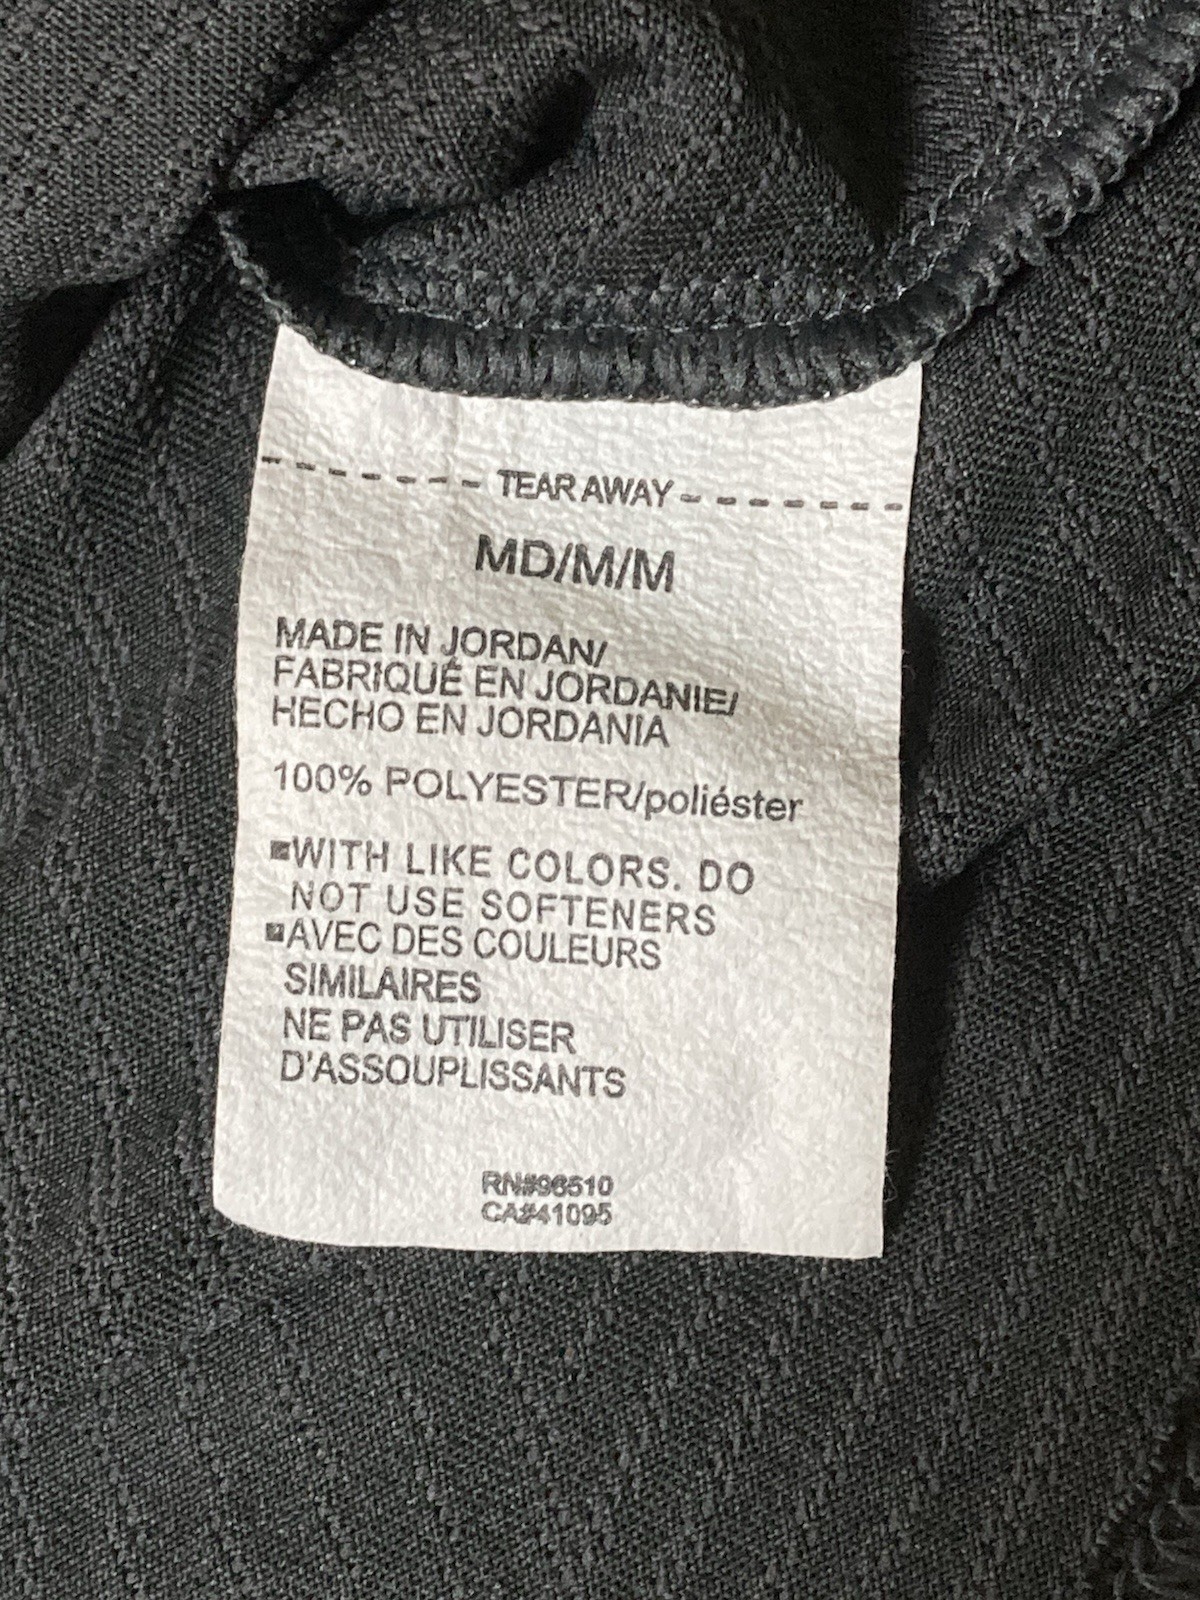 TEAR AWAY
MD/M/M
MADE IN JORDAN/
FABRIQUÉ EN JORDANIE/
HECHO EN JORDANIA
100% POLYESTER/poliéster
▪WITH LIKE COLORS. DO
NOT USE SOFTENERS
▪AVEC DES COULEURS
SIMILAIRES
NE PAS UTILISER
D'ASSOUPLISSANTS
RN#96510
CA#41095